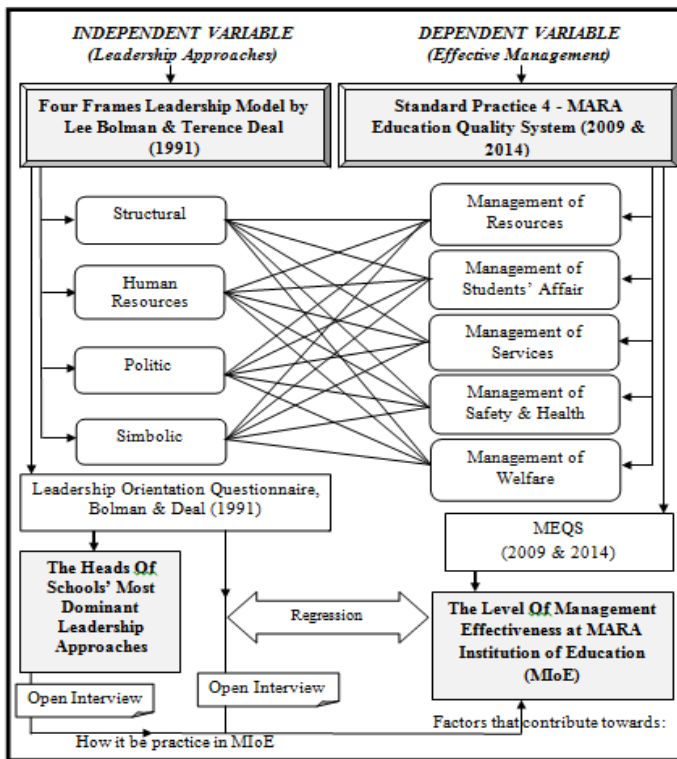 INDEPENDENT VARIABLE
(Leadership Approaches)
DEPENDENT VARIABLE
(Effective Management)
Four Frames Leadership Model by
Lee Bolman & Terence Deal
(1991)
Standard Practice 4 - MARA
Education Quality System (2009 &
2014)
Structural
Human
Resources
Politic
Simbolic
Management of
Resources
Management of
Students' Affair
Management of
Services
Management of
Safety & Health
Management of
Welfare
Leadership Orientation Questionnaire,
Bolman & Deal (1991)
MEQS
(2009 & 2014)
The Heads Of
Schools' Most
Dominant
Leadership
Approaches
Regression
The Level Of Management
Effectiveness at MARA
Institution of Education
(MIoE)
Open Interview
Open Interview
Factors that contribute towards:
How it be practice in MIoE